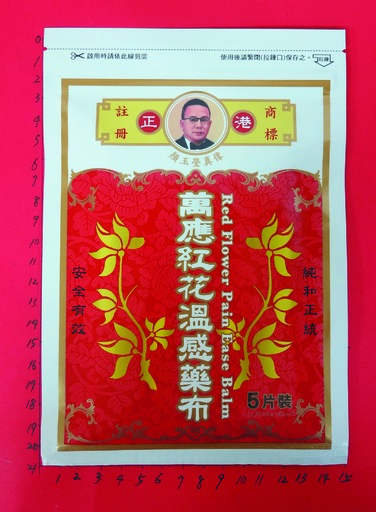 啟用時請依此線剪開
使用後請緊閉(拉鏈口)保存之。
註冊
正
港
商標
顏玉瑩真像
萬應紅花溫感藥布
Red Flower Pain Ease Balm
安全有效
純和正統
5片裝
0
1
2
3
4
5
6
7
8
9
10
11
12
13
14
15
16
17
18
19
20
21
1 2 3 4 5 6 7 8 9 10 11 12 13 14 15